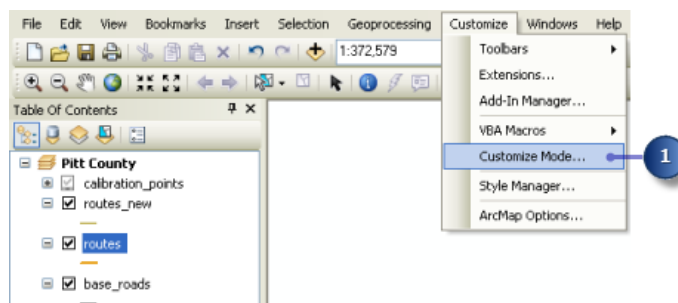 File Edit View Bookmarks Insert Selection Geoprocessing Customize Windows Help
1:372,579
Toolbars
Extensions...
Add-In Manager...
VBA Macros
Customize Mode...
1
Style Manager...
ArcMap Options...
Table Of Contents
Pitt County
calibration_points
routes_new
routes
base_roads